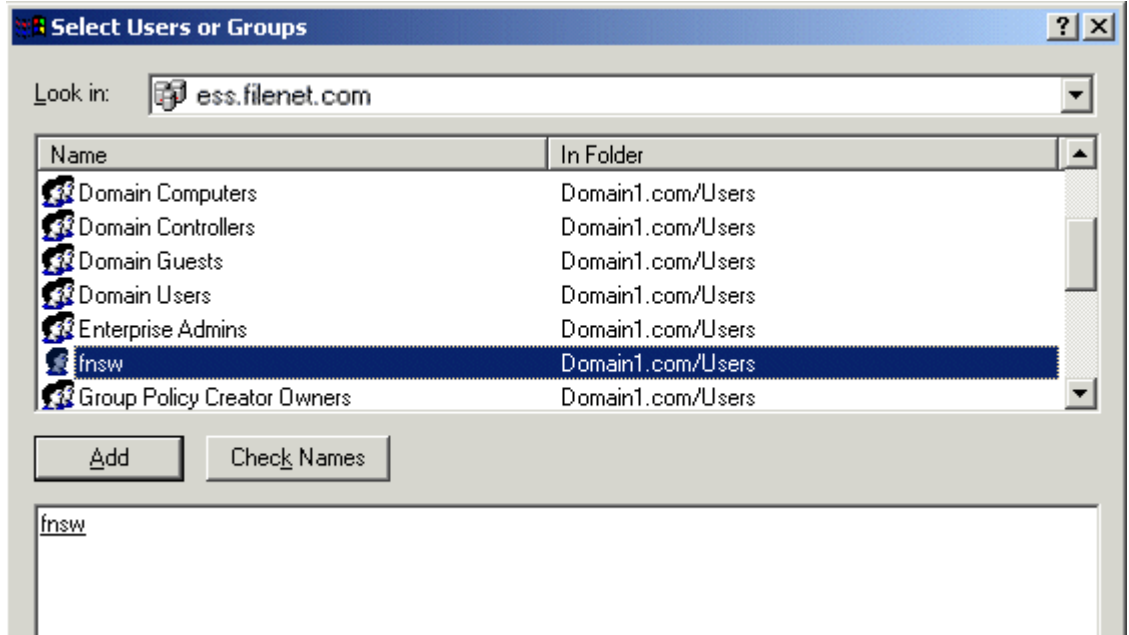 Select Users or Groups
Look in: ess.filenet.com
Name In Folder
Domain Computers Domain1.com/Users
Domain Controllers Domain1.com/Users
Domain Guests Domain1.com/Users
Domain Users Domain1.com/Users
Enterprise Admins Domain1.com/Users
fnsw Domain1.com/Users
Group Policy Creator Owners Domain1.com/Users
Add Check Names
fnsw